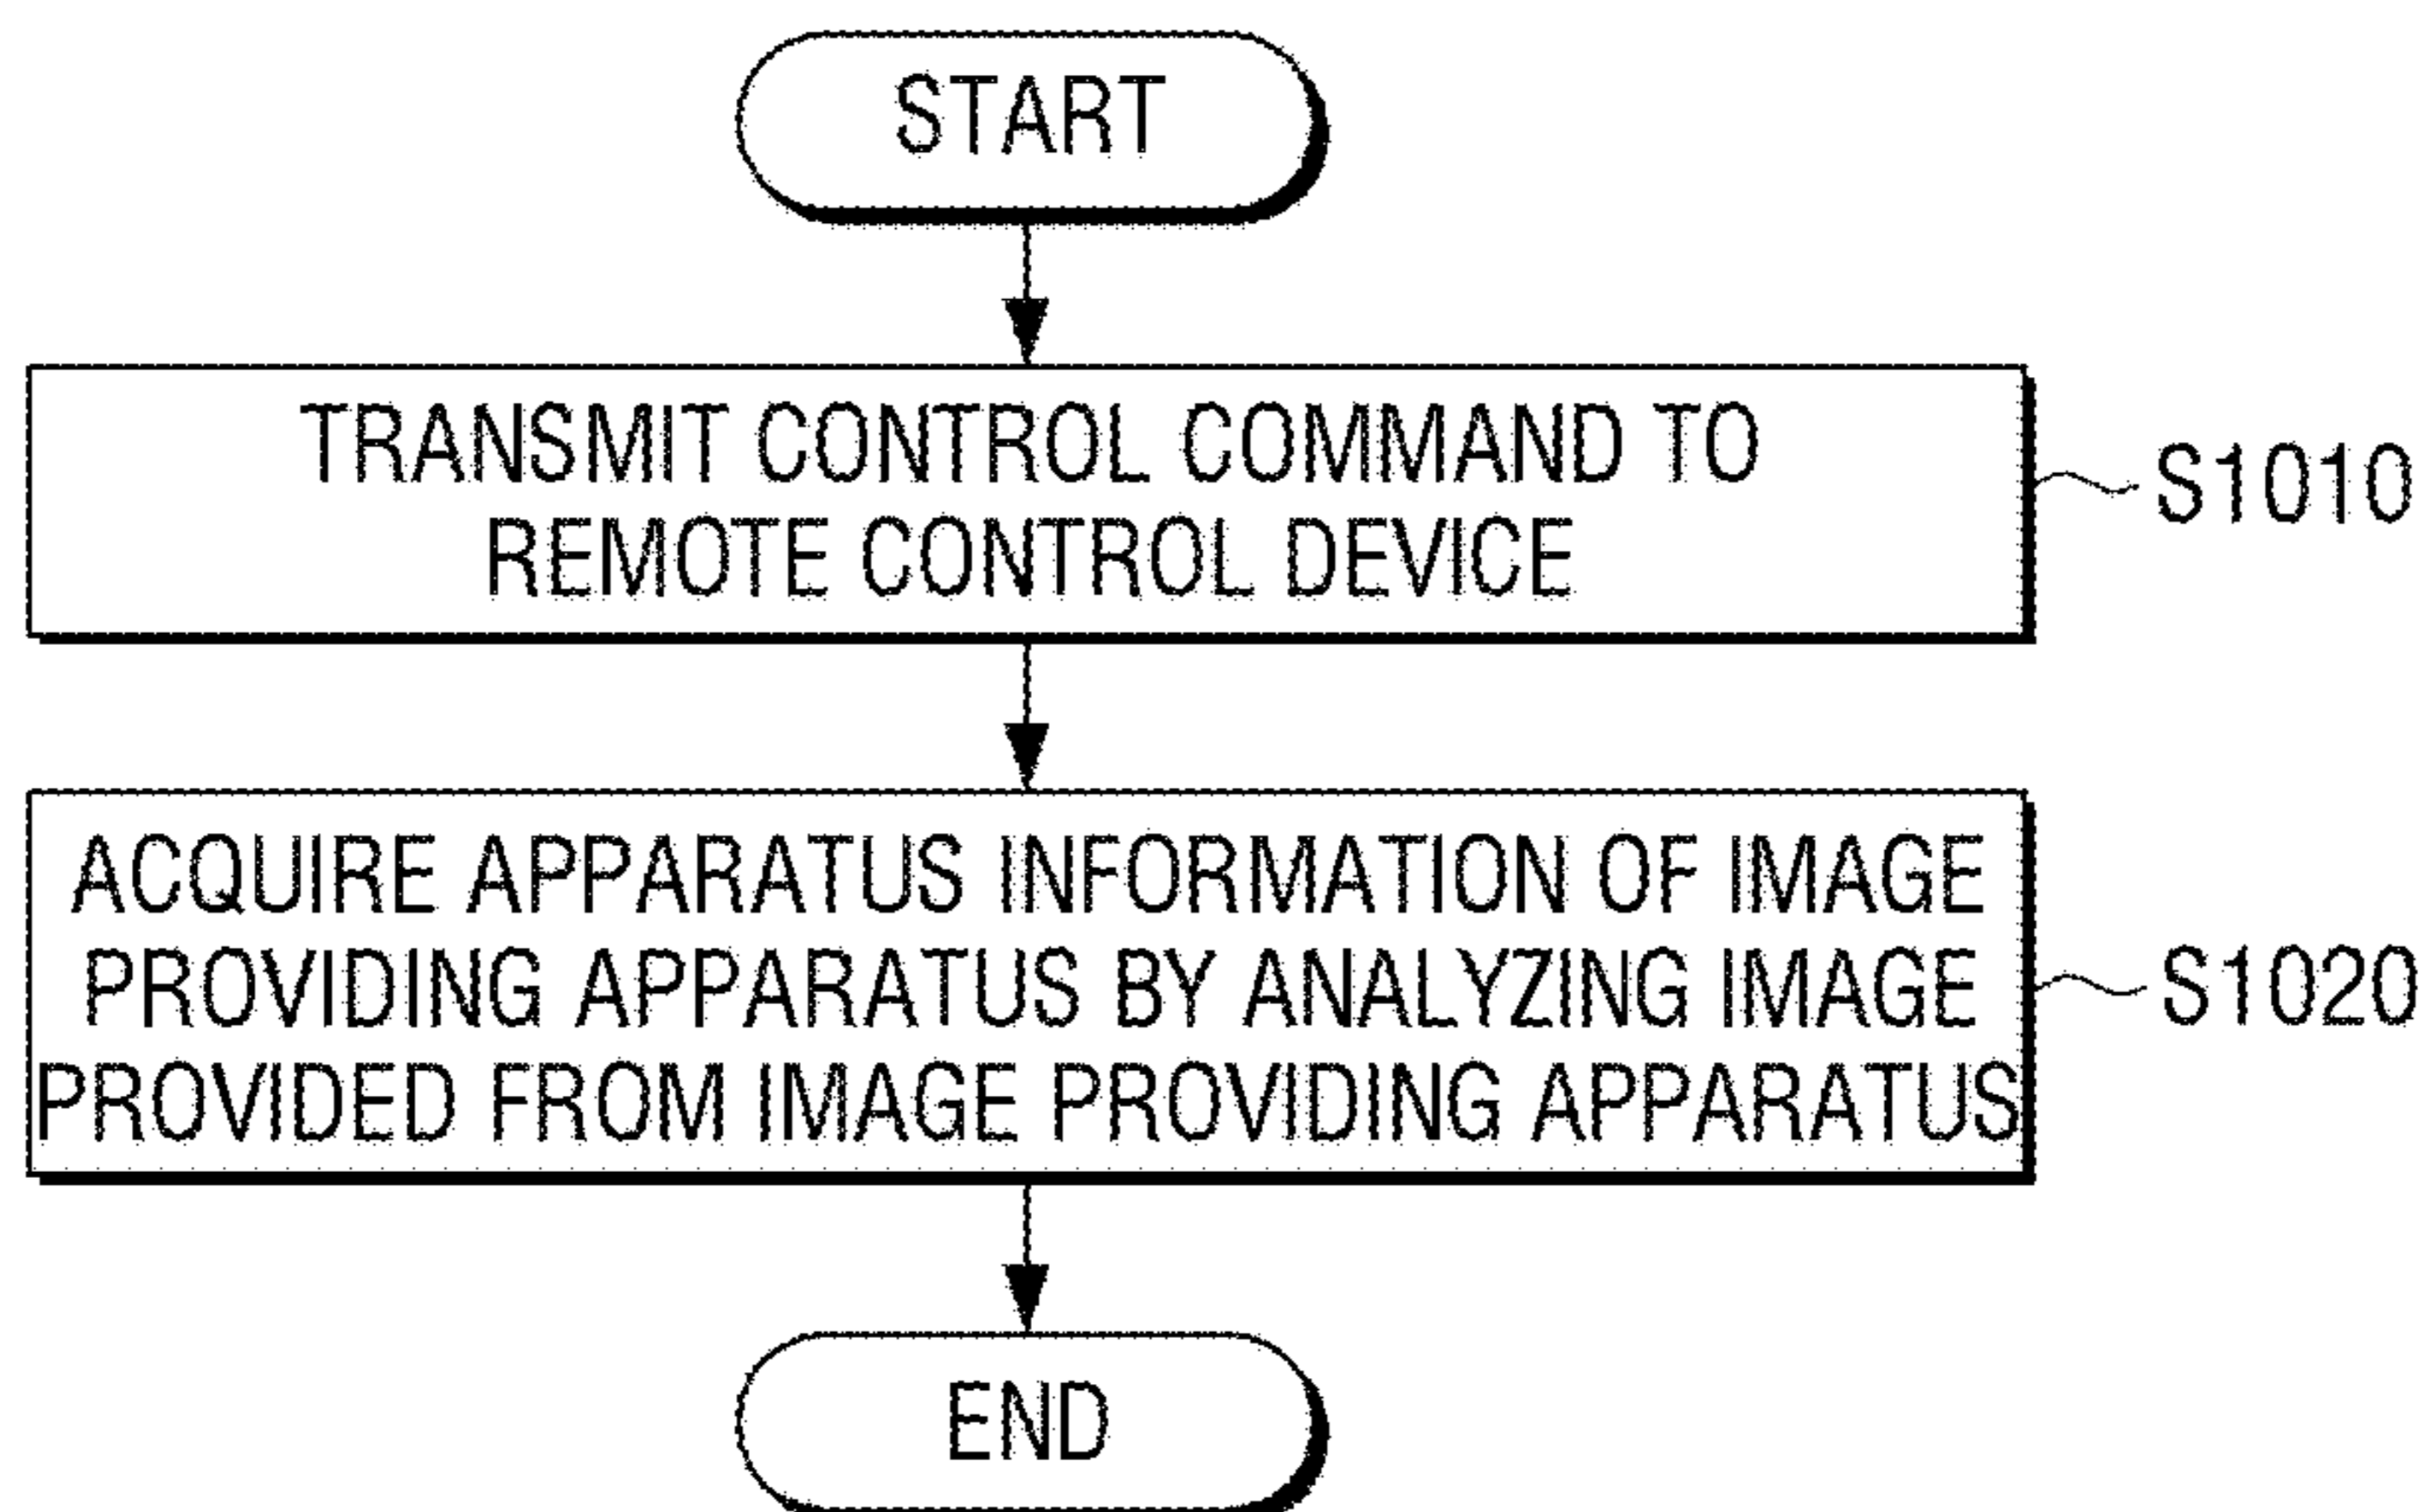 START
TRANSMIT CONTROL COMMAND TO
REMOTE CONTROL DEVICE
S1010
ACQUIRE APPARATUS INFORMATION OF IMAGE
PROVIDING APPARATUS BY ANALYZING IMAGE
PROVIDED FROM IMAGE PROVIDING APPARATUS
S1020
END